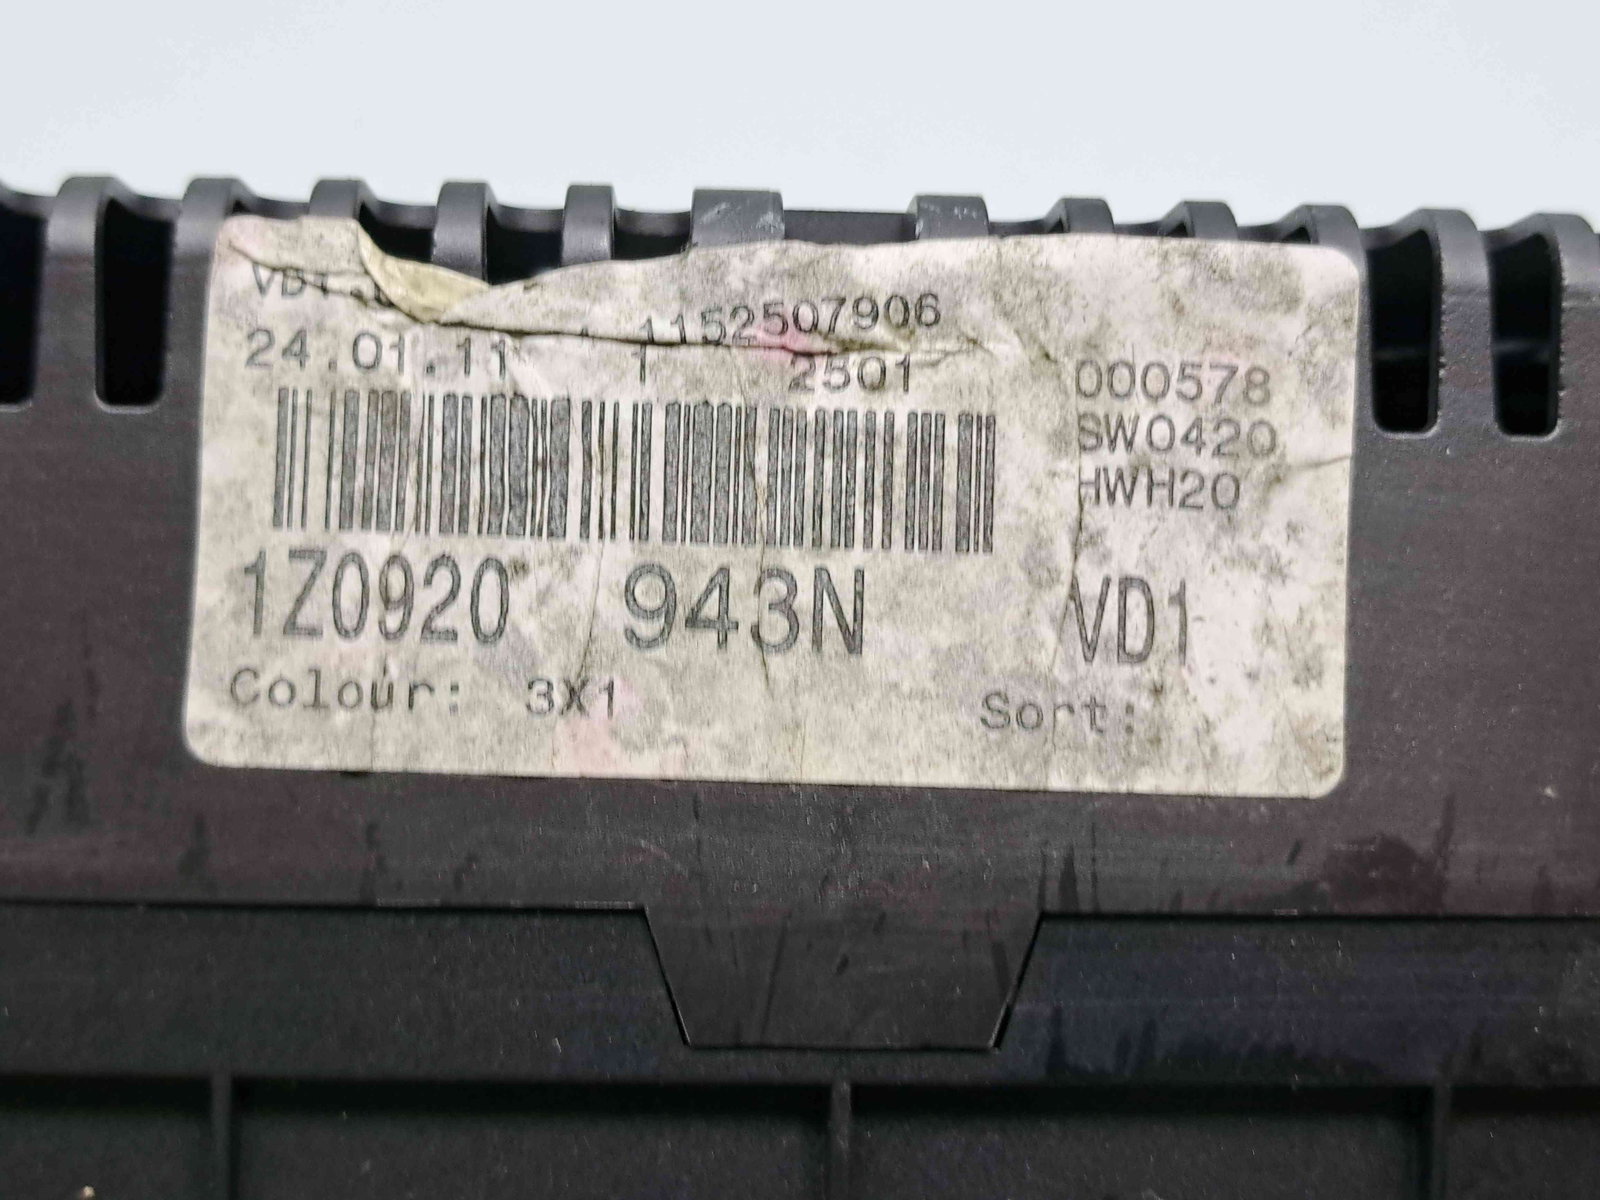 1152507906
24.01.11 1 2501
000578
SW0420
HWH20
1Z0920 943N VD1
Colour: 3X1 Sort: